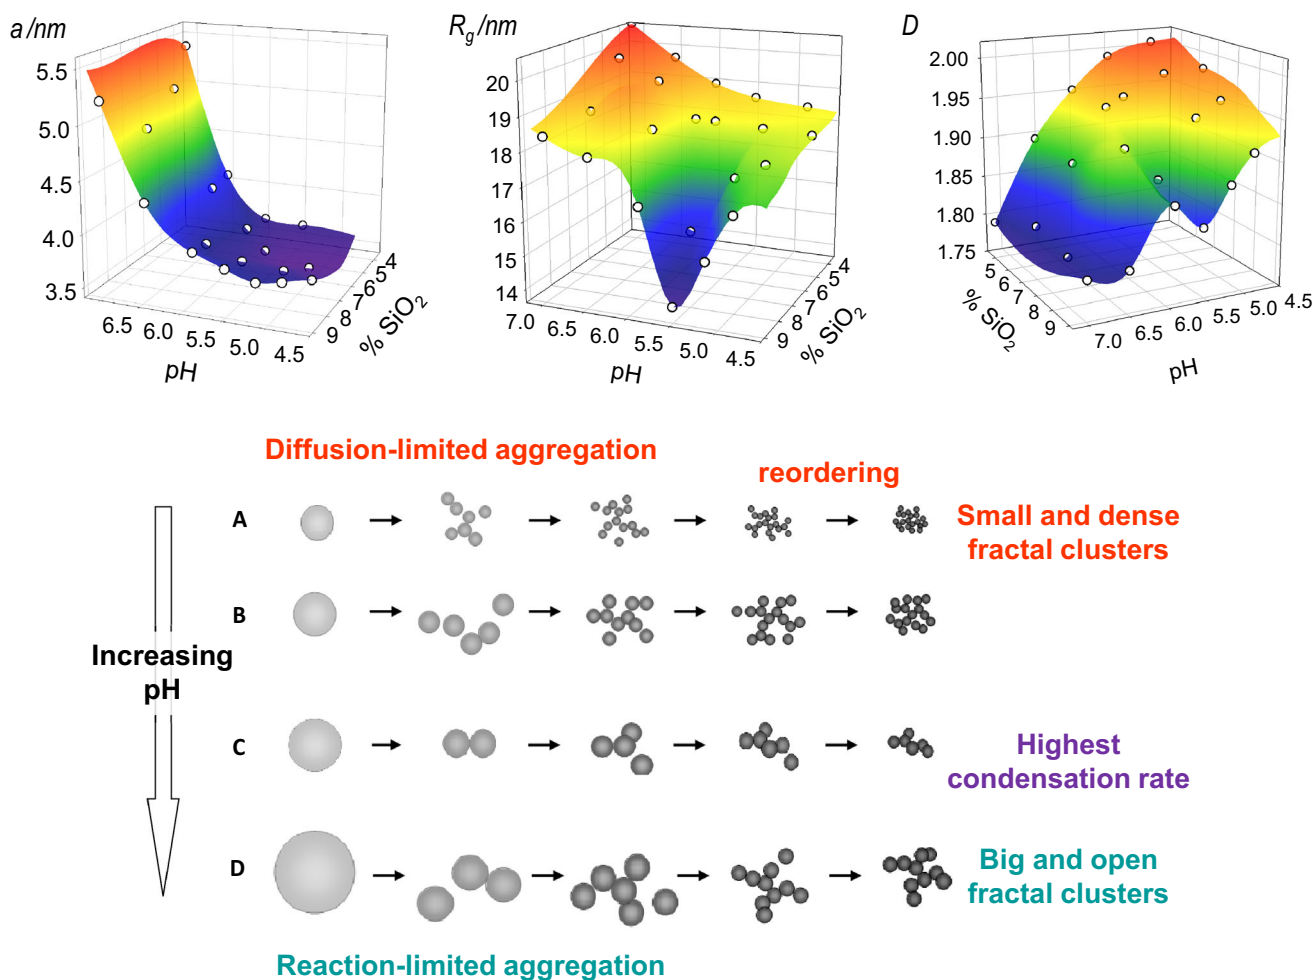 a/nm
5.5
5.0
4.5
4.0
3.5
6.5
6.0
5.5
5.0
4.5
pH
9
8
7
6
5
4
% SiO2
Rg/nm
20
19
18
17
16
15
14
7.0
6.5
6.0
5.5
5.0
4.5
pH
9
8
7
6
5
4
% SiO2
D
2.00
1.95
1.90
1.85
1.80
1.75
5
6
7
8
9
% SiO2
7.0
6.5
6.0
5.5
5.0
4.5
pH
Diffusion-limited aggregation
reordering
A
Small and dense
fractal clusters
B
Increasing
pH
C
Highest
condensation rate
D
Big and open
fractal clusters
Reaction-limited aggregation